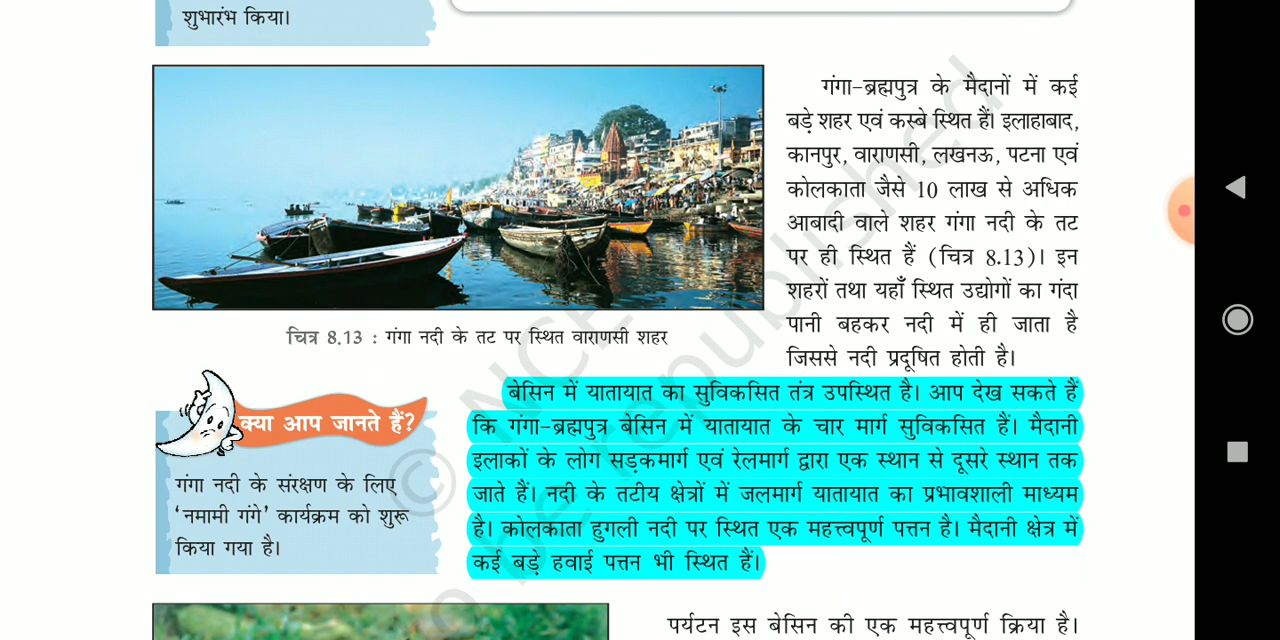 शुभारंभ किया।
गंगा-ब्रह्मपुत्र के मैदानों में कई
बड़े शहर एवं कस्बे स्थित हैं। इलाहाबाद,
कानपुर, वाराणसी, लखनऊ, पटना एवं
कोलकाता जैसे 10 लाख से अधिक
आबादी वाले शहर गंगा नदी के तट
पर ही स्थित हैं (चित्र 8.13)। इन
शहरों तथा यहाँ स्थित उद्योगों का गंदा
पानी बहकर नदी में ही जाता है
जिससे नदी प्रदूषित होती है।
चित्र 8.13 : गंगा नदी के तट पर स्थित वाराणसी शहर
बेसिन में यातायात का सुविकसित तंत्र उपस्थित है। आप देख सकते हैं
कि गंगा-ब्रह्मपुत्र बेसिन में यातायात के चार मार्ग सुविकसित हैं। मैदानी
इलाकों के लोग सड़कमार्ग एवं रेलमार्ग द्वारा एक स्थान से दूसरे स्थान तक
जाते हैं। नदी के तटीय क्षेत्रों में जलमार्ग यातायात का प्रभावशाली माध्यम
है। कोलकाता हुगली नदी पर स्थित एक महत्त्वपूर्ण पत्तन है। मैदानी क्षेत्र में
कई बड़े हवाई पत्तन भी स्थित हैं।
क्या आप जानते हैं?
गंगा नदी के संरक्षण के लिए
‘नमामी गंगे’ कार्यक्रम को शुरू
किया गया है।
पर्यटन इस बेसिन की एक महत्त्वपूर्ण क्रिया है।
© NCE
o be republished